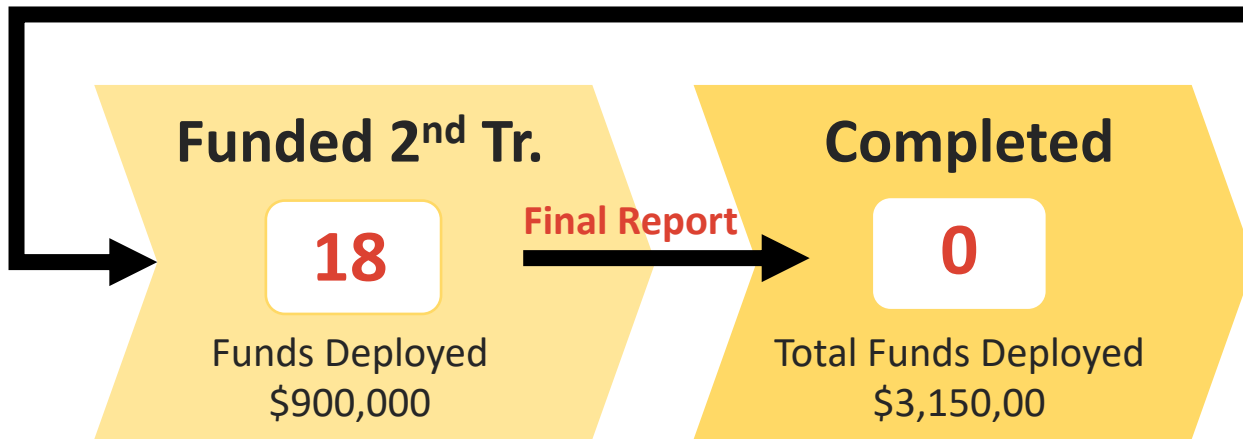 Funded 2nd Tr.
18
Funds Deployed
$900,000
Final Report
Completed
0
Total Funds Deployed
$3,150,00